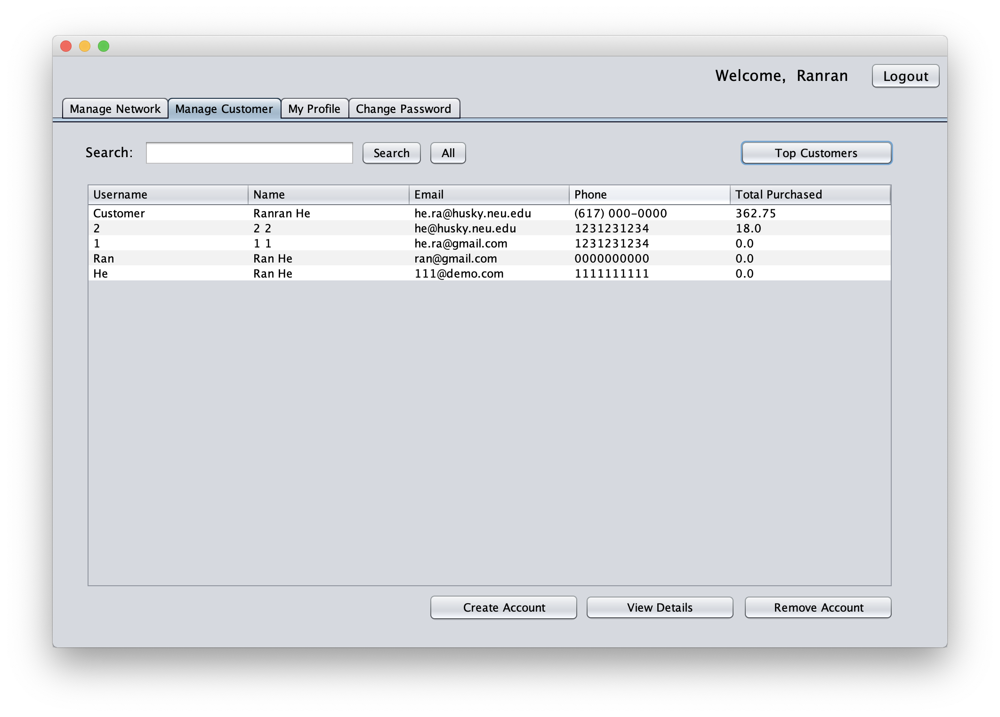 Welcome, Ranran Logout
Manage Network Manage Customer My Profile Change Password
Search: Search All Top Customers
Username Name Email Phone Total Purchased
Customer Ranran He he.ra@husky.neu.edu (617) 000-0000 362.75
2 2 2 he@husky.neu.edu 1231231234 18.0
1 1 1 he.ra@gmail.com 1231231234 0.0
Ran Ran He ran@gmail.com 0000000000 0.0
He Ran He 111@demo.com 1111111111 0.0
Create Account View Details Remove Account